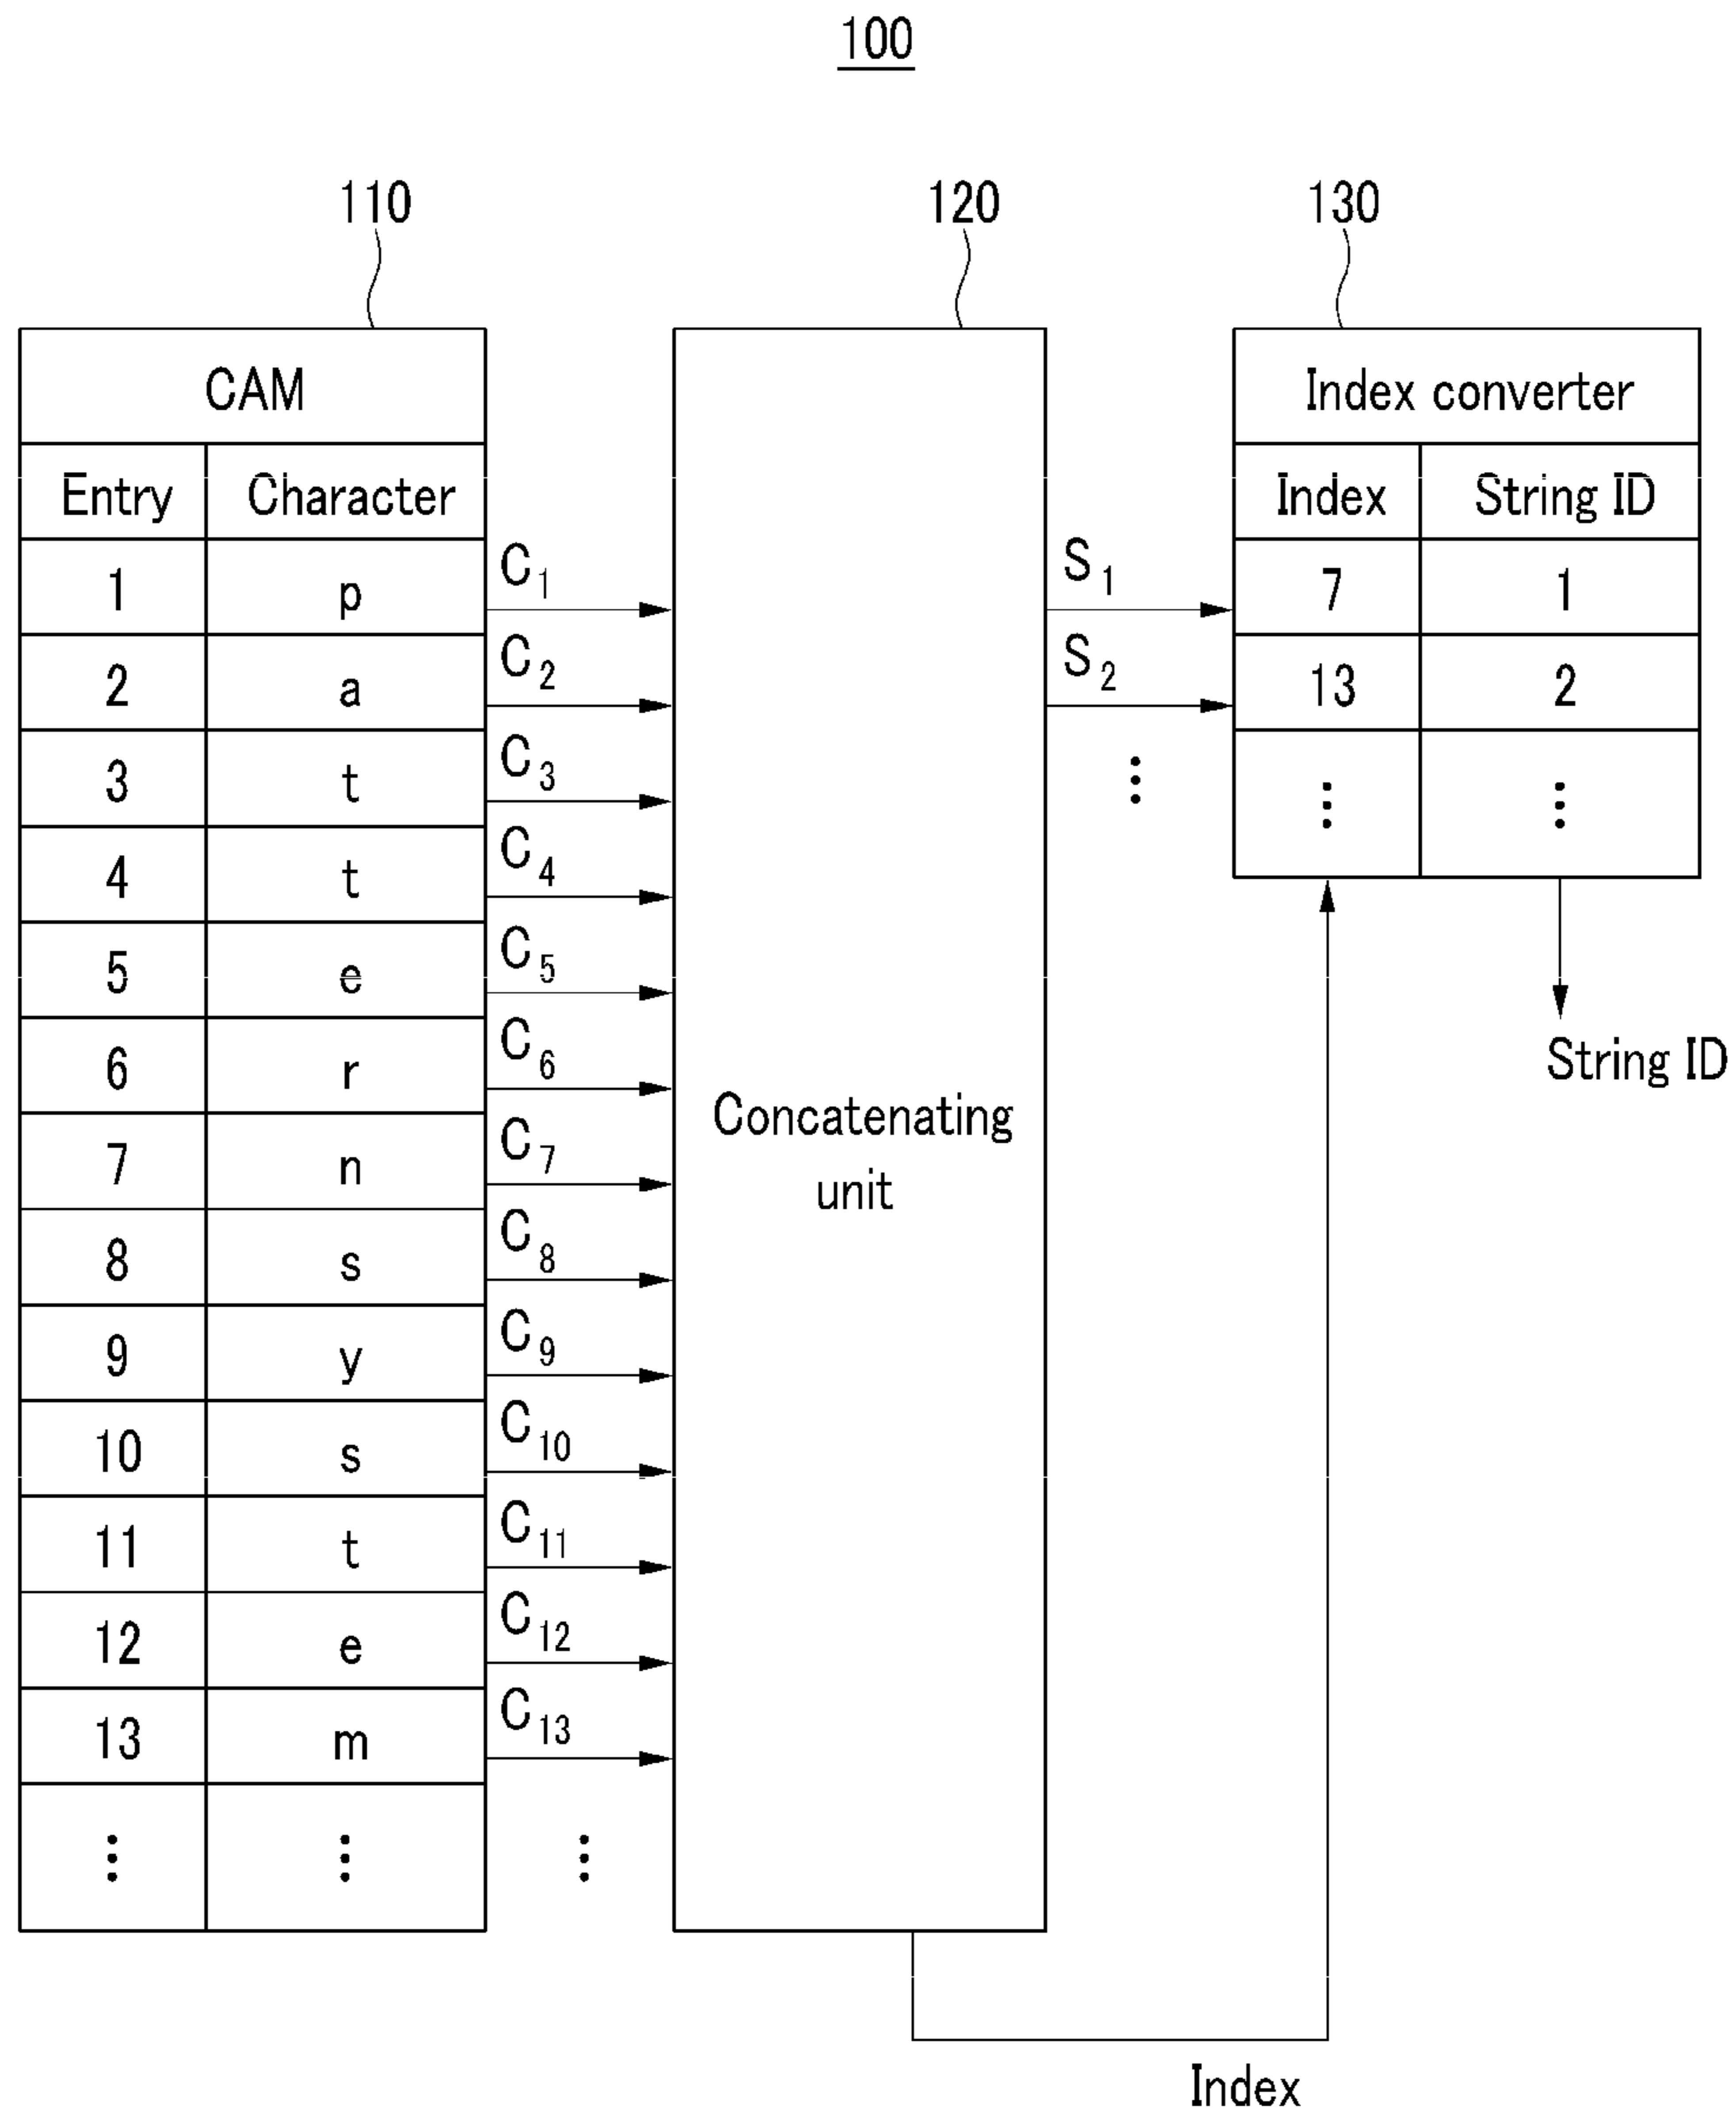 100
110 120 130
CAM Index converter
Entry Character Index String ID
1 p C1 S1 7 1
2 a C2 S2 13 2
3 t C3
4 t C4
5 e C5
6 r C6 String ID
7 n C7 Concatenating
8 s C8 unit
9 y C9
10 s C10
11 t C11
12 e C12
13 m C13
Index